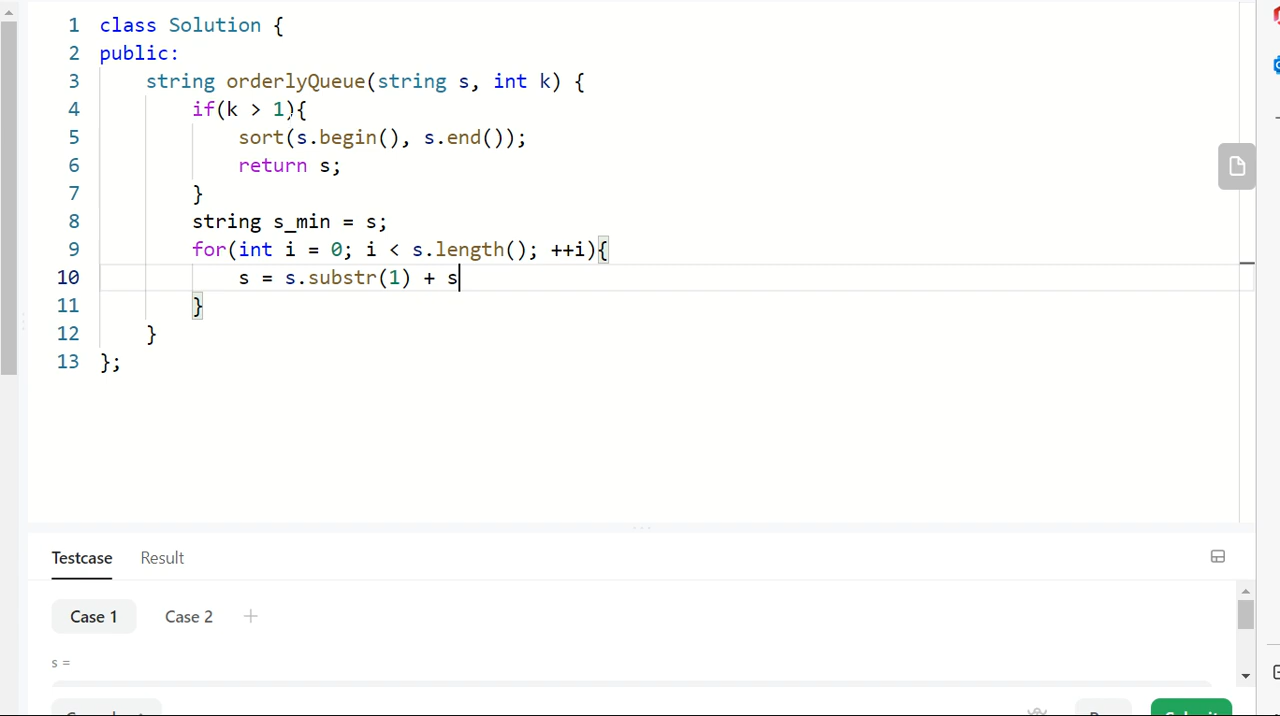 1 class Solution {
2 public:
3 string orderlyQueue(string s, int k) {
4 if(k > 1){
5 sort(s.begin(), s.end());
6 return s;
7 }
8 string s_min = s;
9 for(int i = 0; i < s.length(); ++i){
10 s = s.substr(1) + s
11 }
12 }
13 };
Testcase Result
Case 1 Case 2 +
s =